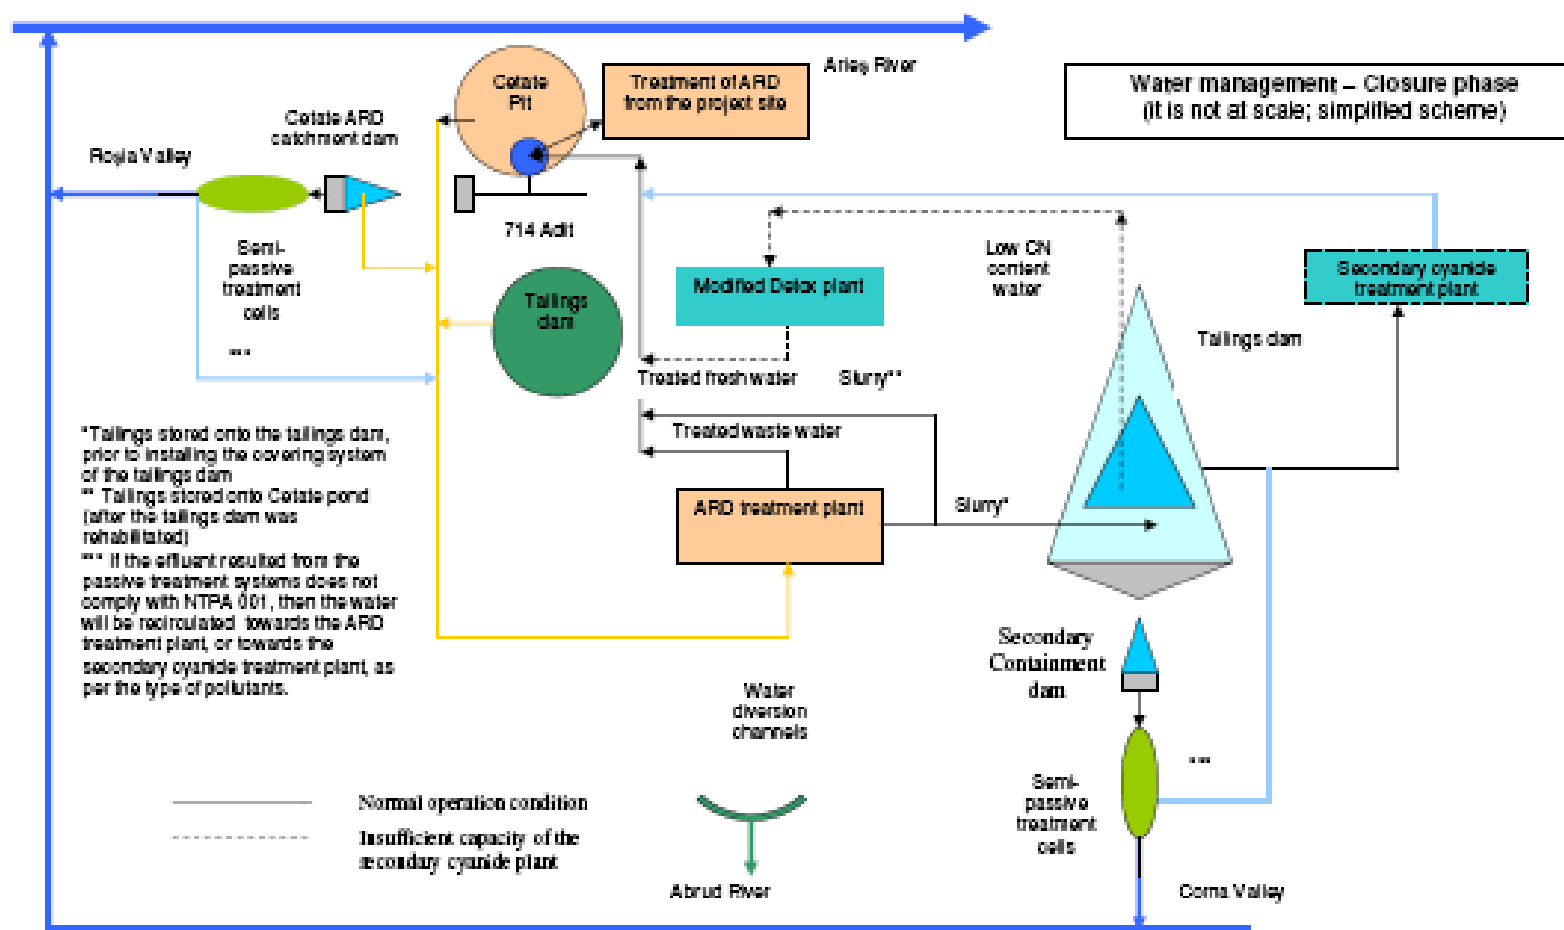 Arieş River
Water management – Closure phase
(it is not at scale; simplified scheme)
Cetate
Pit
Treatment of ARD
from the project site
Cetate ARD
catchment dam
Roşia Valley
714 Adit
Semi-
passive
treatment
cells
***
Tailings
dam
Modified Detox plant
Low CN
content
water
Secondary cyanide
treatment plant
Tailings dam
Treated fresh water
Slurry**
Treated waste water
ARD treatment plant
Slurry*
*Tailings stored onto the tailings dam,
prior to installing the covering system
of the tailings dam
** Tailings stored onto Cetate pond
(after the tailings dam was
rehabilitated)
*** If the effluent resulted from the
passive treatment systems does not
comply with NTPA 001, then the water
will be recirculated towards the ARD
treatment plant, or towards the
secondary cyanide treatment plant, as
per the type of pollutants.
Secondary
Containment
dam
Water
diversion
channels
***
Semi-
passive
treatment
cells
Normal operation condition
Insufficient capacity of the
secondary cyanide plant
Abrud River
Corna Valley